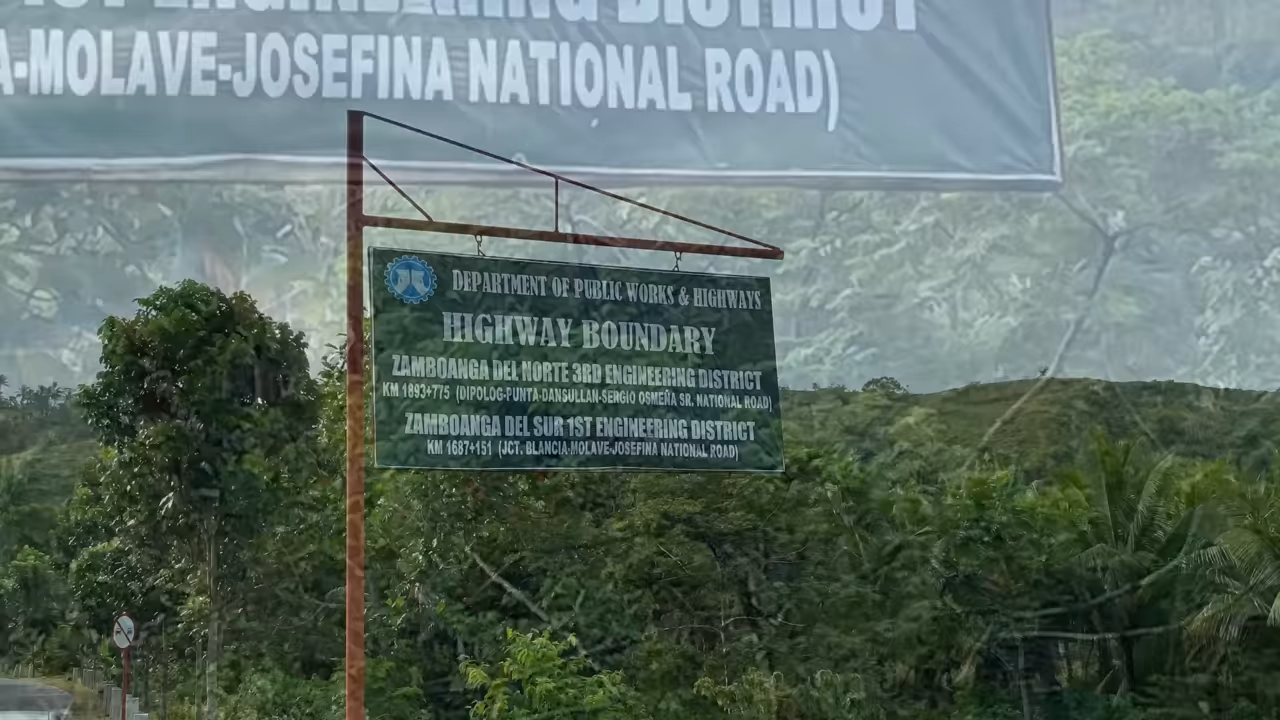 1ST ENGINEERING DISTRICT
A-MOLAVE-JOSEFINA NATIONAL ROAD)
DEPARTMENT OF PUBLIC WORKS & HIGHWAYS
HIGHWAY BOUNDARY
ZAMBOANGA DEL NORTE 3RD ENGINEERING DISTRICT
KM 1893+775 (DIPOLOG-PUNTA-DANSULLAN-SERGIO OSMEÑA SR. NATIONAL ROAD)
ZAMBOANGA DEL SUR 1ST ENGINEERING DISTRICT
KM 1687+151 (JCT. BLANCIA-MOLAVE-JOSEFINA NATIONAL ROAD)